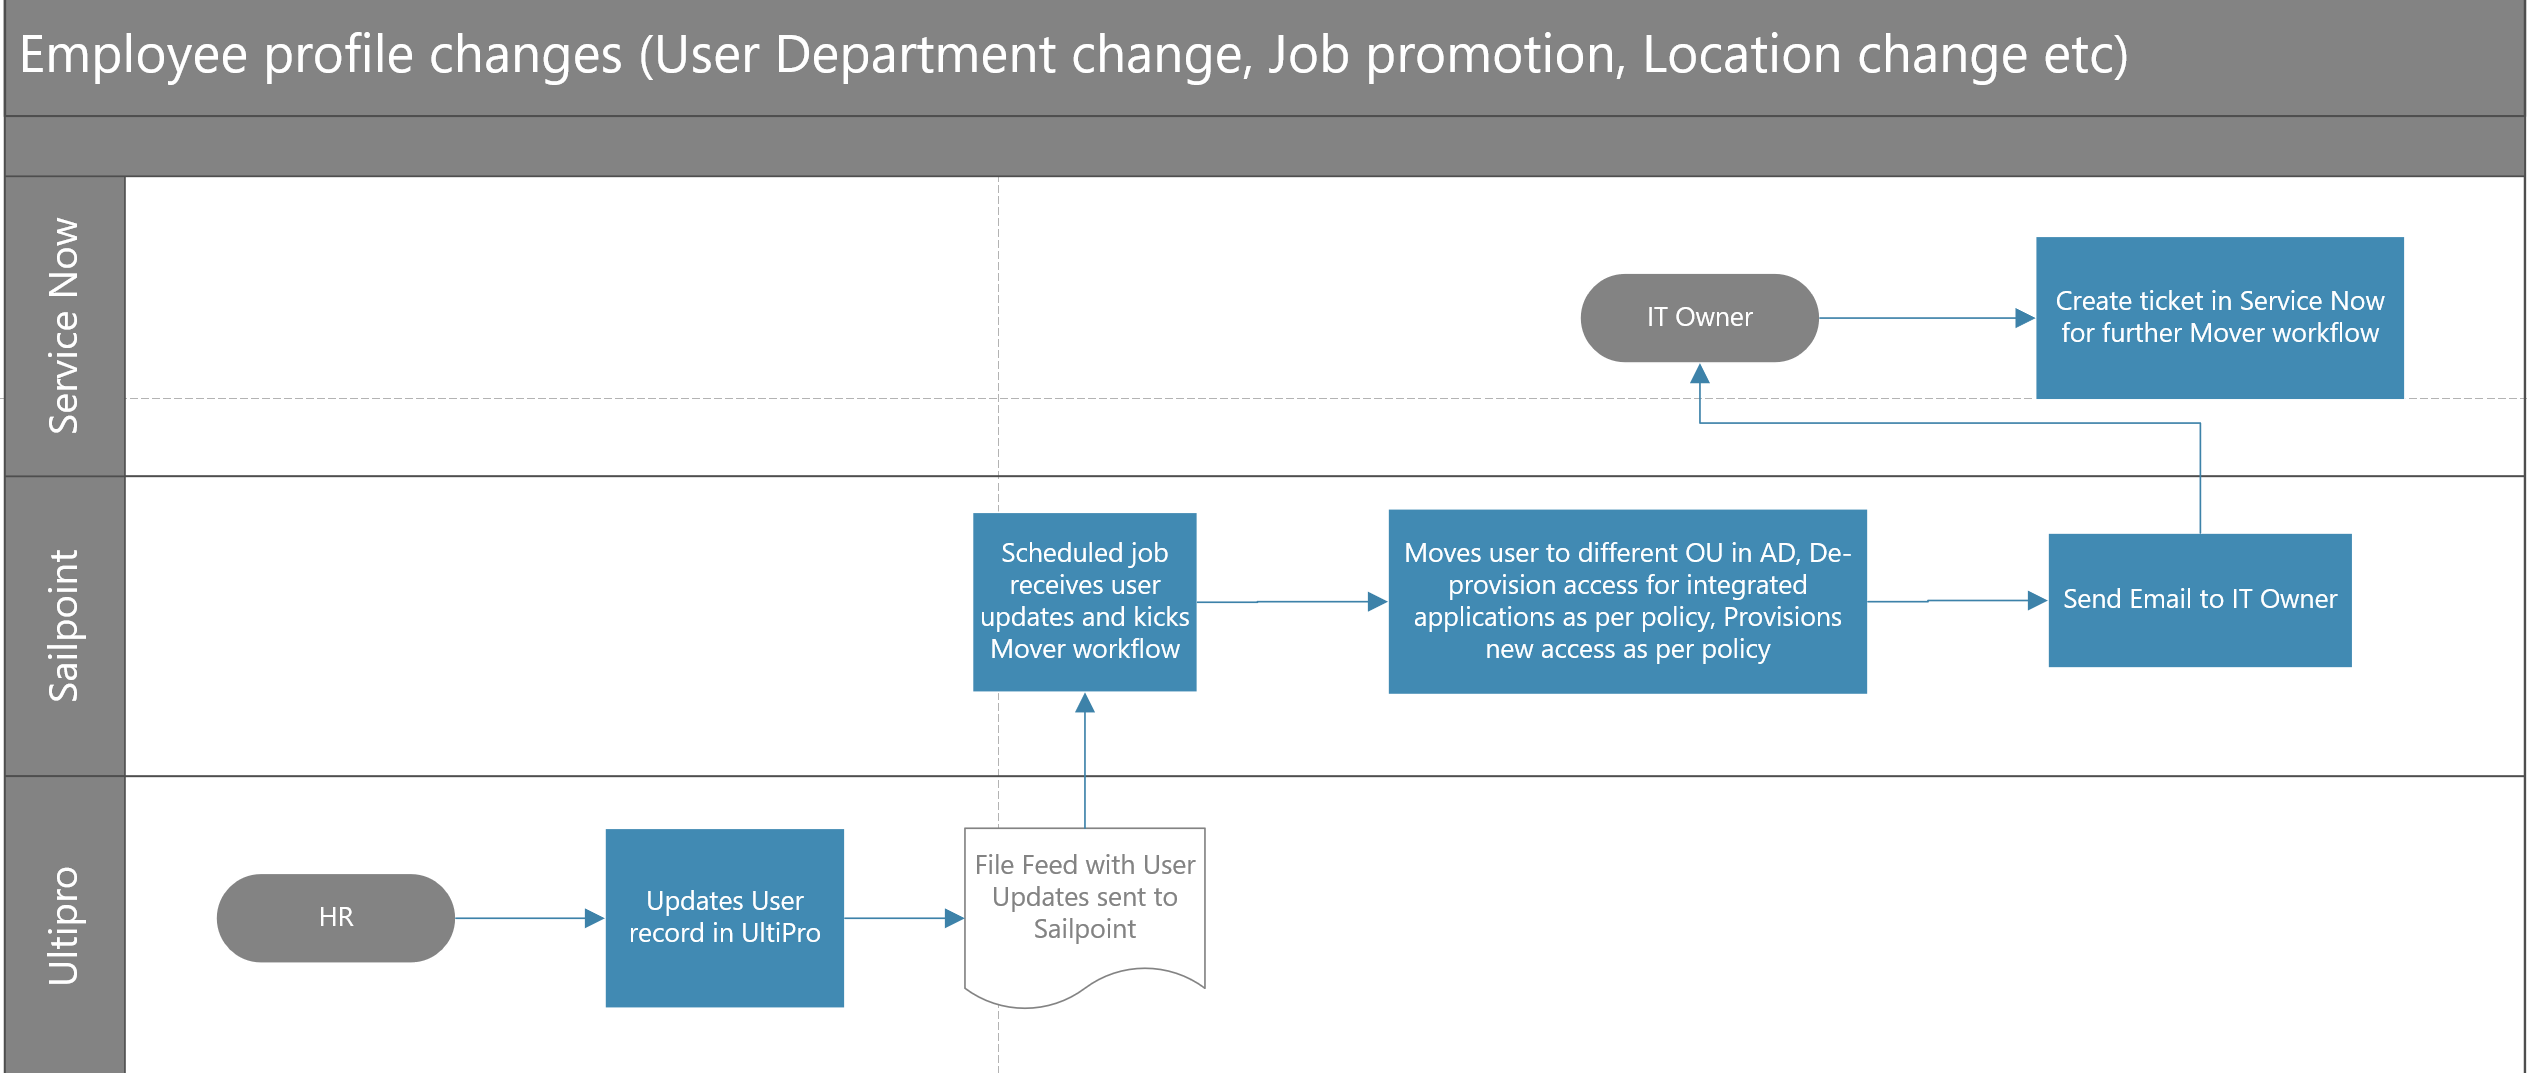 Employee profile changes (User Department change, Job promotion, Location change etc)
Service Now
IT Owner
Create ticket in Service Now
for further Mover workflow
Sailpoint
Scheduled job
receives user
updates and kicks
Mover workflow
Moves user to different OU in AD, De-
provision access for integrated
applications as per policy, Provisions
new access as per policy
Send Email to IT Owner
Ultipro
HR
Updates User
record in UltiPro
File Feed with User
Updates sent to
Sailpoint